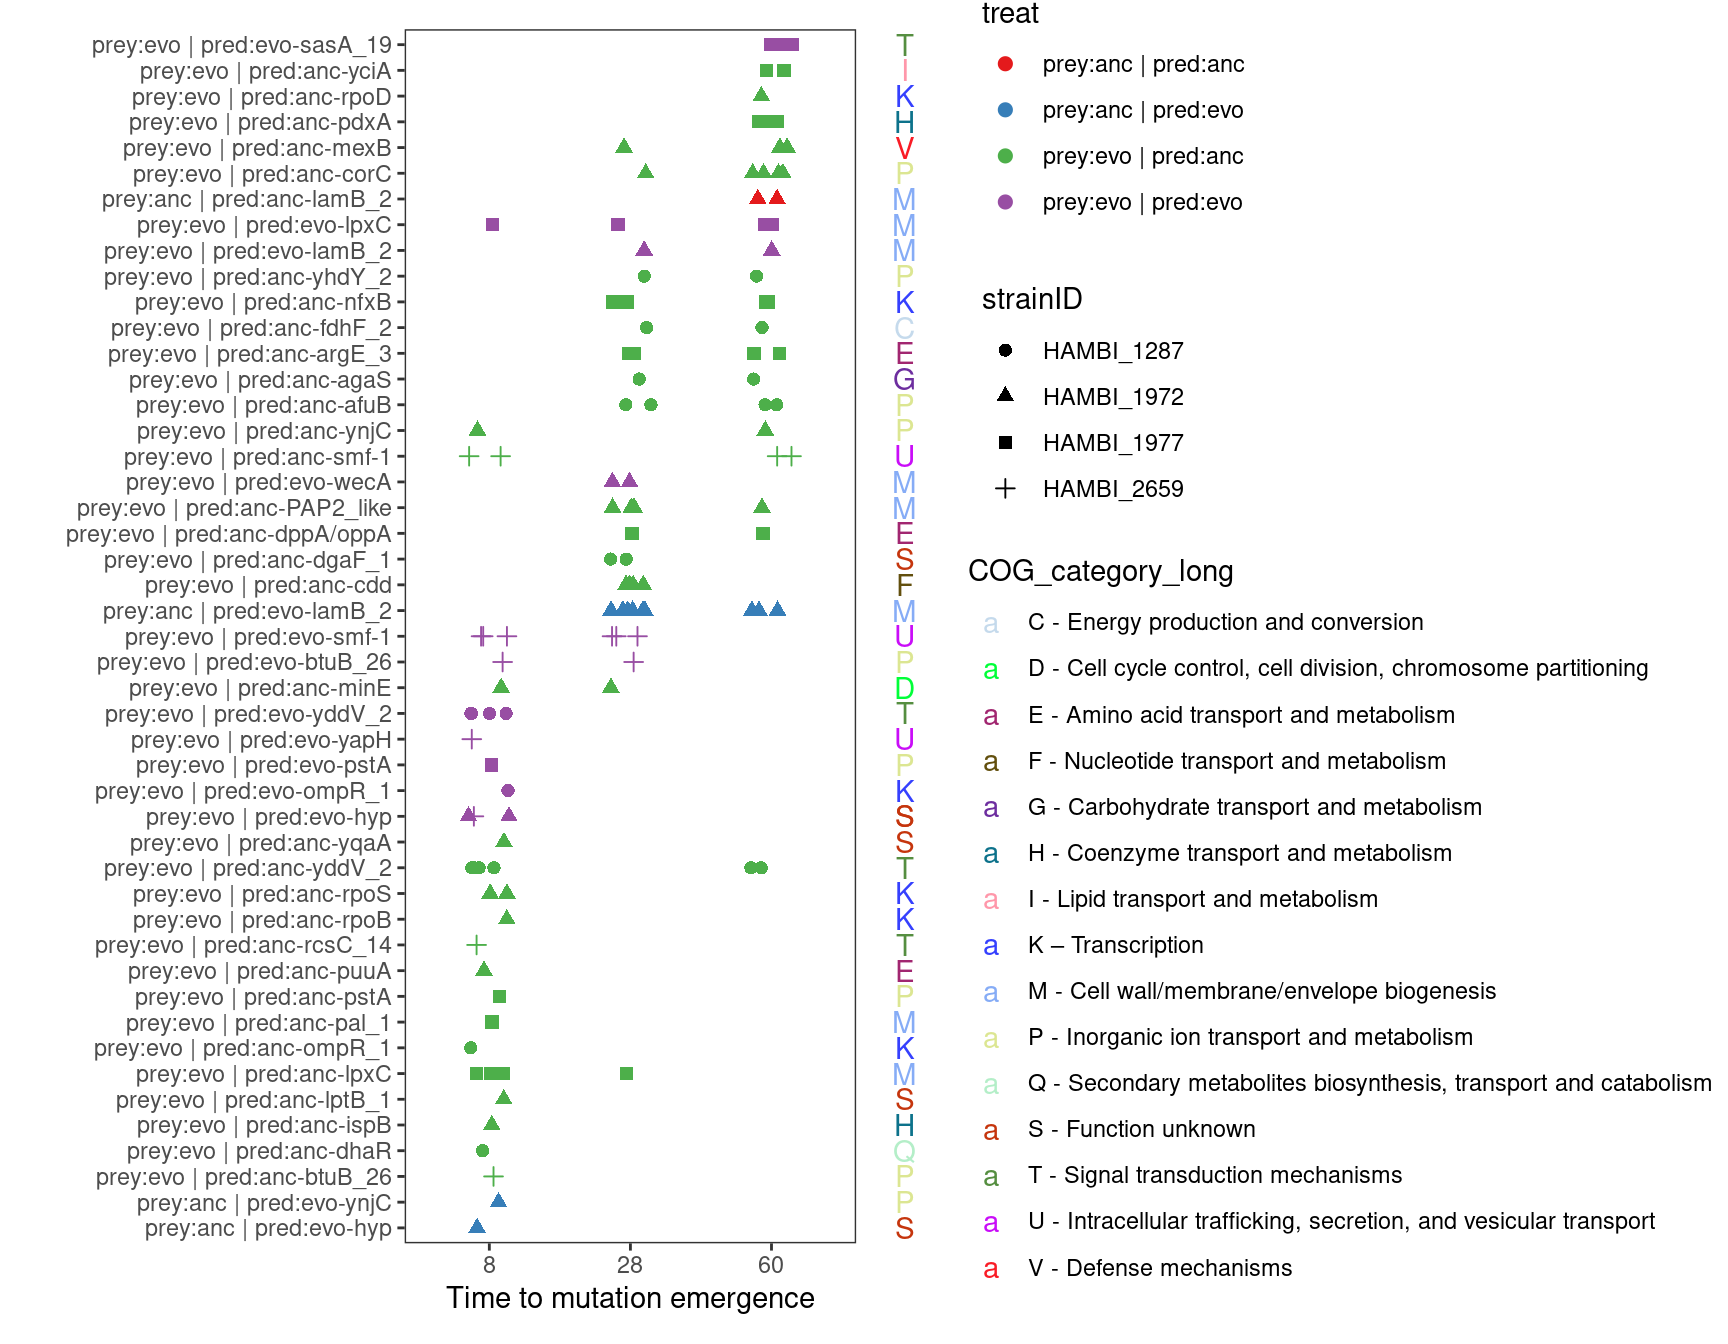 prey:evo | pred:evo-sasA_19 T
prey:evo | pred:anc-yciA I
prey:evo | pred:anc-rpoD K
prey:evo | pred:anc-pdxA H
prey:evo | pred:anc-mexB V
prey:evo | pred:anc-corC P
prey:anc | pred:anc-lamB_2 M
prey:evo | pred:evo-lpxC M
prey:evo | pred:evo-lamB_2 M
prey:evo | pred:anc-yhdY_2 P
prey:evo | pred:anc-nfxB K
prey:evo | pred:anc-fdhF_2 C
prey:evo | pred:anc-argE_3 E
prey:evo | pred:anc-agaS G
prey:evo | pred:anc-afuB P
prey:evo | pred:anc-ynjC P
prey:evo | pred:anc-smf-1 U
prey:evo | pred:evo-wecA M
prey:evo | pred:anc-PAP2_like M
prey:evo | pred:anc-dppA/oppA E
prey:evo | pred:anc-dgaF_1 S
prey:evo | pred:anc-cdd F
prey:anc | pred:evo-lamB_2 M
prey:evo | pred:evo-smf-1 U
prey:evo | pred:evo-btuB_26 P
prey:evo | pred:anc-minE D
prey:evo | pred:evo-yddV_2 T
prey:evo | pred:evo-yapH U
prey:evo | pred:evo-pstA P
prey:evo | pred:evo-ompR_1 K
prey:evo | pred:evo-hyp S
prey:evo | pred:anc-yqaA S
prey:evo | pred:anc-yddV_2 T
prey:evo | pred:anc-rpoS K
prey:evo | pred:anc-rpoB K
prey:evo | pred:anc-rcsC_14 T
prey:evo | pred:anc-puuA E
prey:evo | pred:anc-pstA P
prey:evo | pred:anc-pal_1 M
prey:evo | pred:anc-ompR_1 K
prey:evo | pred:anc-lpxC M
prey:evo | pred:anc-lptB_1 S
prey:evo | pred:anc-ispB H
prey:evo | pred:anc-dhaR Q
prey:evo | pred:anc-btuB_26 P
prey:anc | pred:evo-ynjC P
prey:anc | pred:evo-hyp S
8 28 60
Time to mutation emergence
treat
prey:anc | pred:anc
prey:anc | pred:evo
prey:evo | pred:anc
prey:evo | pred:evo
strainID
HAMBI_1287
HAMBI_1972
HAMBI_1977
HAMBI_2659
COG_category_long
a C - Energy production and conversion
a D - Cell cycle control, cell division, chromosome partitioning
a E - Amino acid transport and metabolism
a F - Nucleotide transport and metabolism
a G - Carbohydrate transport and metabolism
a H - Coenzyme transport and metabolism
a I - Lipid transport and metabolism
a K – Transcription
a M - Cell wall/membrane/envelope biogenesis
a P - Inorganic ion transport and metabolism
a Q - Secondary metabolites biosynthesis, transport and catabolism
a S - Function unknown
a T - Signal transduction mechanisms
a U - Intracellular trafficking, secretion, and vesicular transport
a V - Defense mechanisms